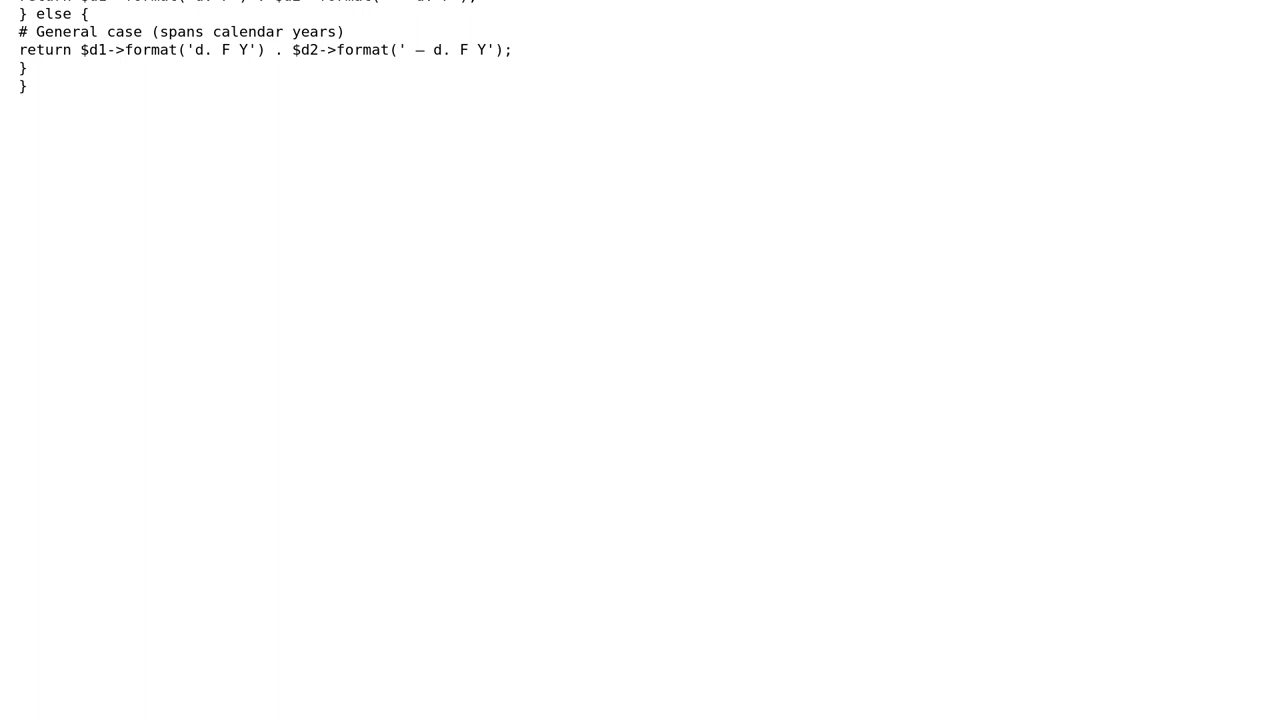 } else {
# General case (spans calendar years)
return $d1->format('d. F Y') . $d2->format(' – d. F Y');
}
}